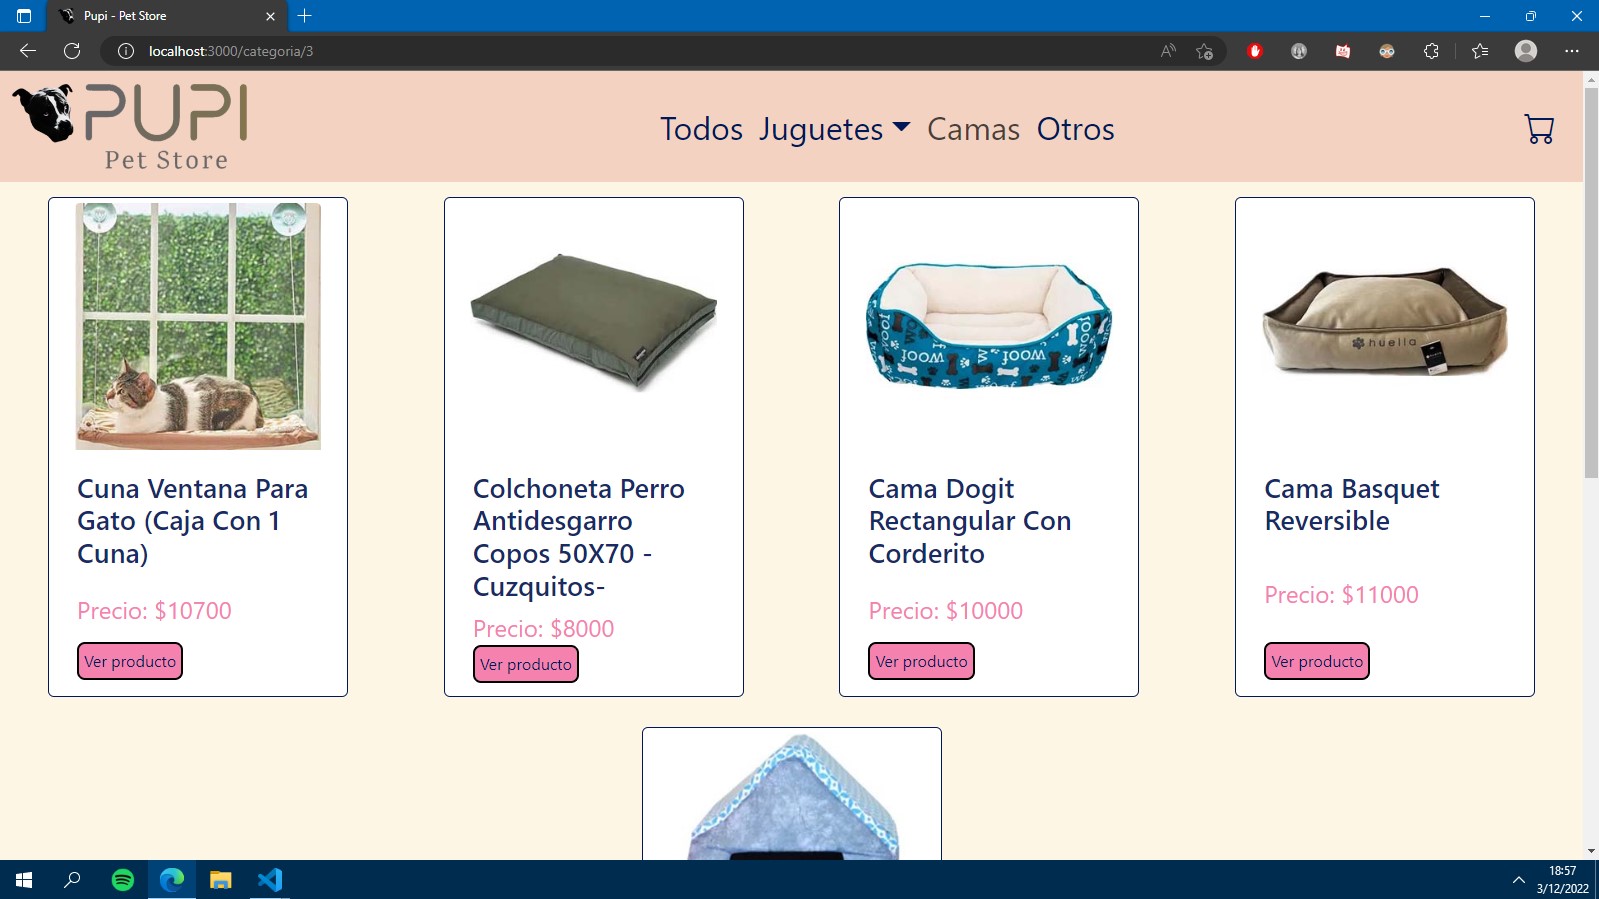 Pupi - Pet Store
localhost:3000/categoria/3
PUPI
Pet Store
Todos Juguetes Camas Otros
Cuna Ventana Para
Gato (Caja Con 1
Cuna)
Precio: $10700
Ver producto
woof
woof
huella
Colchoneta Perro
Antidesgarro
Copos 50X70 -
Cuzquitos-
Precio: $8000
Ver producto
Cama Dogit
Rectangular Con
Corderito
Precio: $10000
Ver producto
Cama Basquet
Reversible
Precio: $11000
Ver producto
18:57
3/12/2022